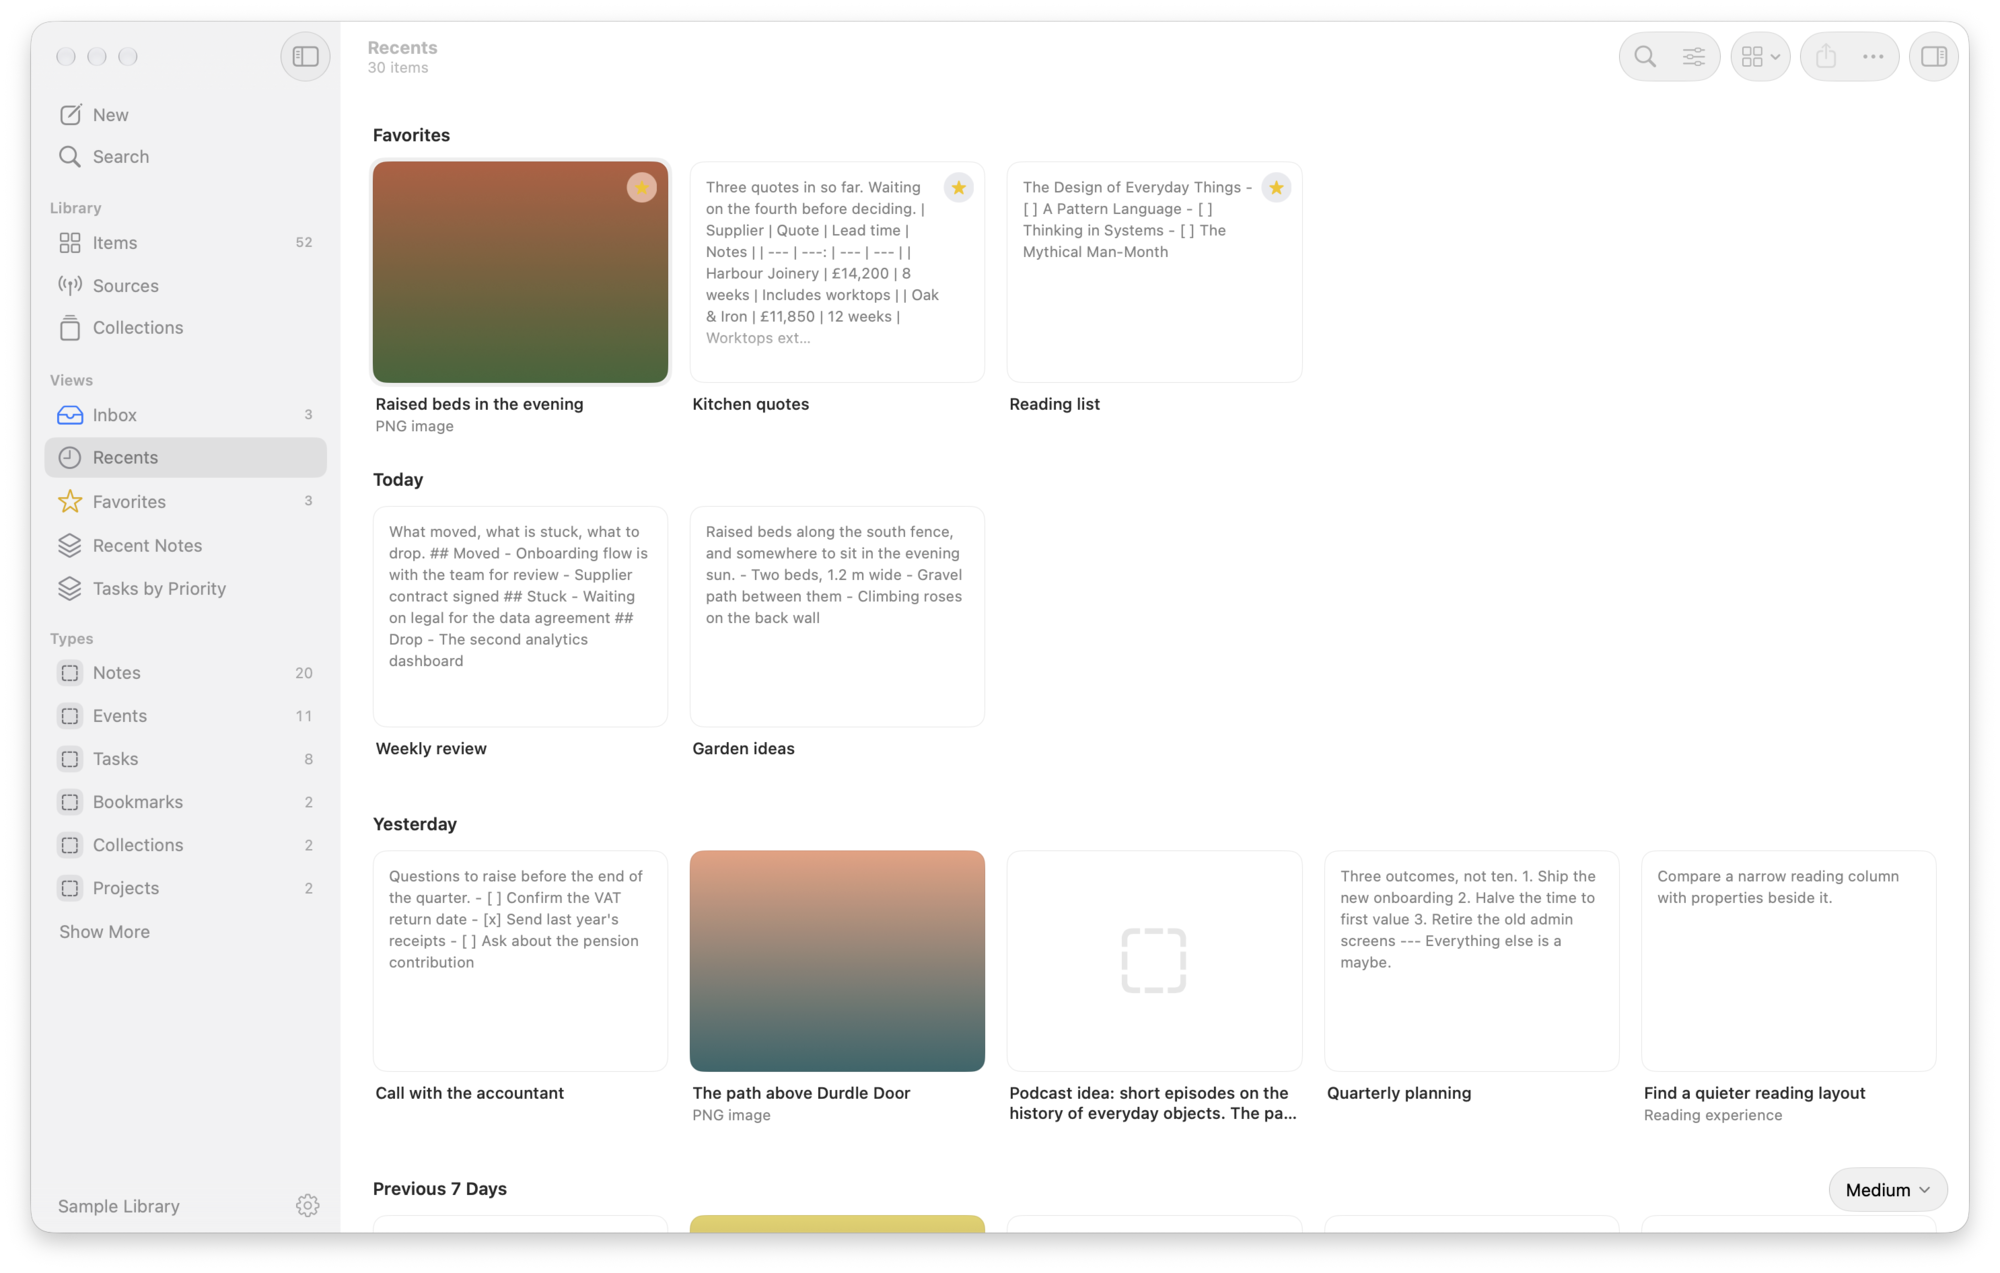 Recents
30 items
New
Search
Library
Items 52
Sources
Collections
Views
Inbox 3
Recents
Favorites 3
Recent Notes
Tasks by Priority
Types
Notes 20
Events 11
Tasks 8
Bookmarks 2
Collections 2
Projects 2
Show More
Sample Library
Favorites
Raised beds in the evening
PNG image
Three quotes in so far. Waiting
on the fourth before deciding. |
Supplier | Quote | Lead time |
Notes | | --- | ---: | --- | --- | |
Harbour Joinery | £14,200 | 8
weeks | Includes worktops | | Oak
& Iron | £11,850 | 12 weeks |
Worktops ext...
Kitchen quotes
The Design of Everyday Things -
[ ] A Pattern Language - [ ]
Thinking in Systems - [ ] The
Mythical Man-Month
Reading list
Today
What moved, what is stuck, what to
drop. ## Moved - Onboarding flow is
with the team for review - Supplier
contract signed ## Stuck - Waiting
on legal for the data agreement ##
Drop - The second analytics
dashboard
Weekly review
Raised beds along the south fence,
and somewhere to sit in the evening
sun. - Two beds, 1.2 m wide - Gravel
path between them - Climbing roses
on the back wall
Garden ideas
Yesterday
Questions to raise before the end of
the quarter. - [ ] Confirm the VAT
return date - [x] Send last year's
receipts - [ ] Ask about the pension
contribution
Call with the accountant
The path above Durdle Door
PNG image
Podcast idea: short episodes on the
history of everyday objects. The pa...
Three outcomes, not ten. 1. Ship the
new onboarding 2. Halve the time to
first value 3. Retire the old admin
screens --- Everything else is a
maybe.
Quarterly planning
Compare a narrow reading column
with properties beside it.
Find a quieter reading layout
Reading experience
Previous 7 Days
Medium